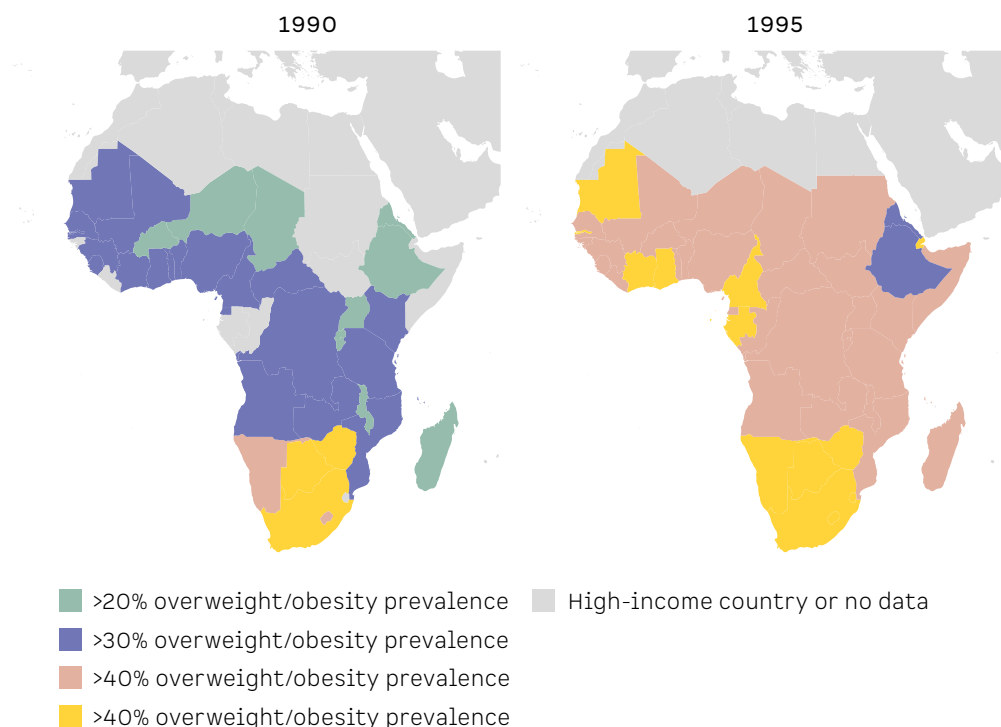 1990
1995
>20% overweight/obesity prevalence
High-income country or no data
>30% overweight/obesity prevalence
>40% overweight/obesity prevalence
>40% overweight/obesity prevalence